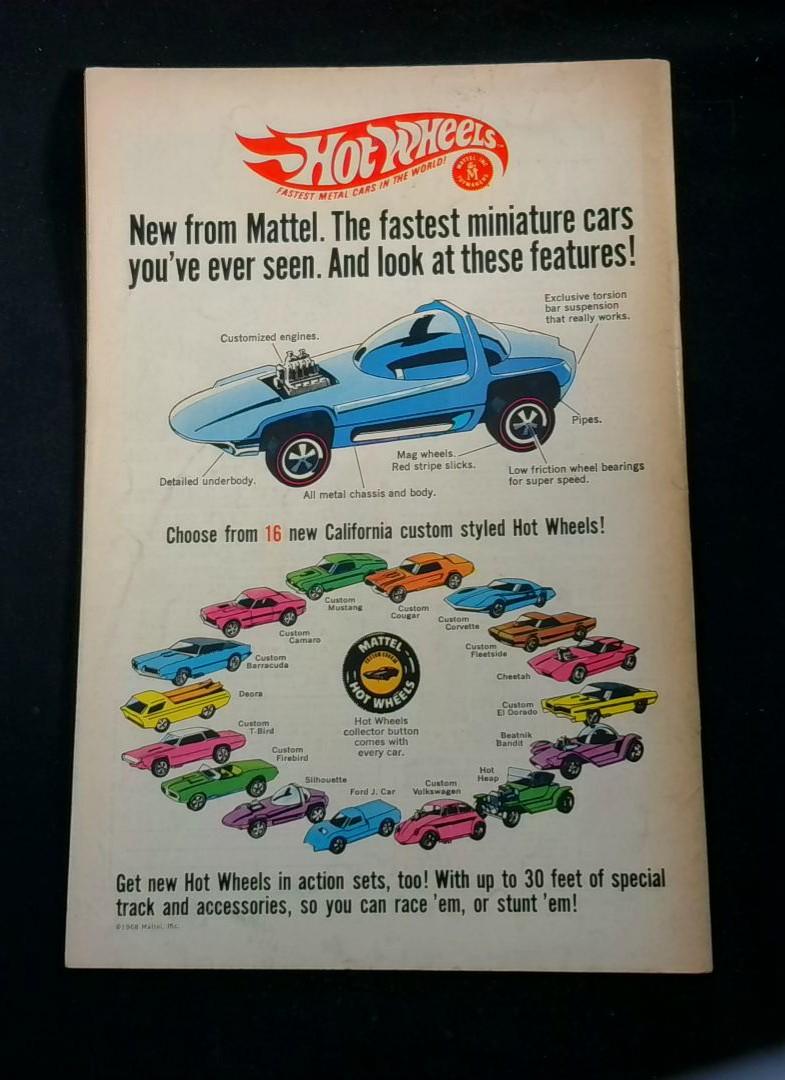 Hot Wheels
FASTEST METAL CARS IN THE WORLD!
MATTEL, INC.
M
TOYMAKERS
New from Mattel. The fastest miniature cars
you've ever seen. And look at these features!
Exclusive torsion
bar suspension
that really works.
Customized engines.
Pipes.
Mag wheels.
Red stripe slicks.
Low friction wheel bearings
for super speed.
Detailed underbody.
All metal chassis and body.
Choose from 16 new California custom styled Hot Wheels!
Custom
Mustang
Custom
Cougar
Custom
Corvette
Custom
Camaro
Custom
Fleetside
Custom
Barracuda
Cheetah
Deora
Custom
El Dorado
Custom
T-Bird
Beatnik
Bandit
Custom
Firebird
Hot
Heap
Silhouette
Ford J. Car
Custom
Volkswagen
MATTEL
HOT WHEELS
Hot Wheels
collector button
comes with
every car.
Get new Hot Wheels in action sets, too! With up to 30 feet of special
track and accessories, so you can race 'em, or stunt 'em!
©1968 Mattel, Inc.